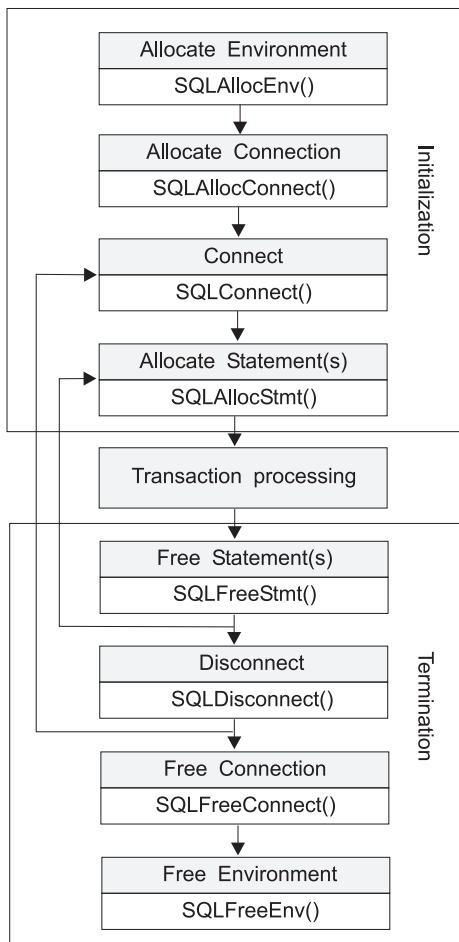 Allocate Environment
SQLAllocEnv()
Allocate Connection
SQLAllocConnect()
Initialization
Connect
SQLConnect()
Allocate Statement(s)
SQLAllocStmt()
Transaction processing
Free Statement(s)
SQLFreeStmt()
Disconnect
SQLDisconnect()
Termination
Free Connection
SQLFreeConnect()
Free Environment
SQLFreeEnv()